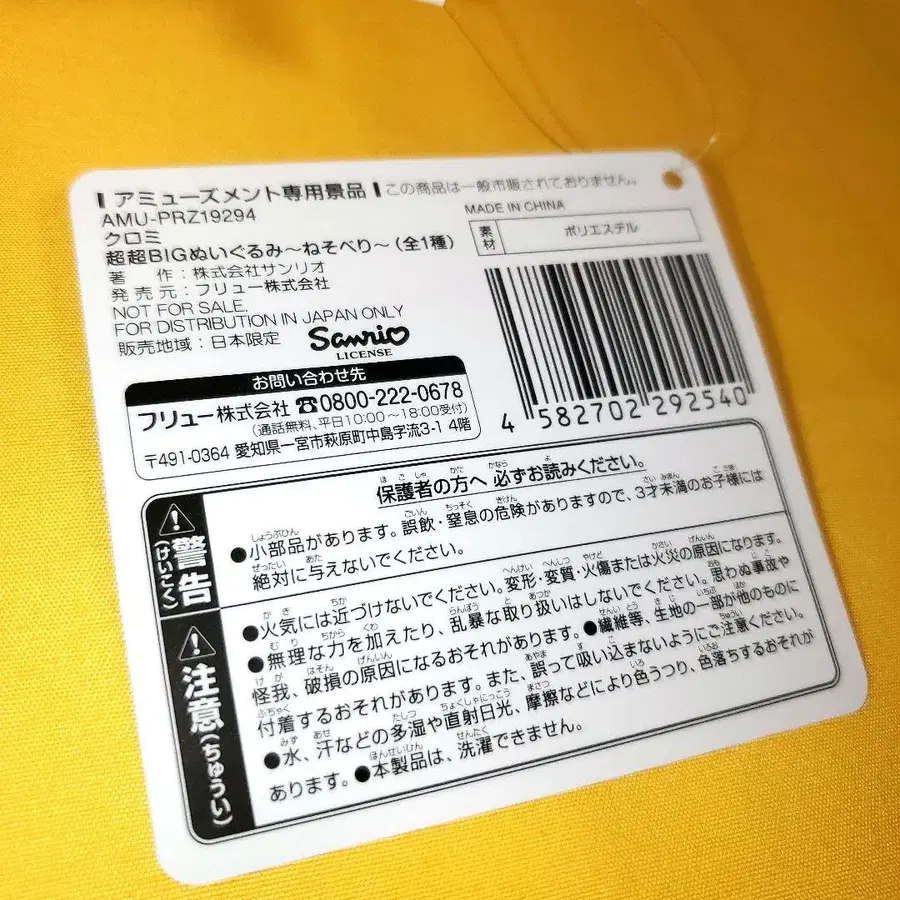 アミューズメント専用景品 この商品は一般市販されておりません。
AMU-PRZ19294
クロミ
超超BIGぬいぐるみ〜ねそべり〜(全1種)
著 作:株式会社サンリオ
発 売 元:フリュー株式会社
NOT FOR SALE.
FOR DISTRIBUTION IN JAPAN ONLY
販売地域:日本限定
Sanrio
LICENSE
MADE IN CHINA
素材 ポリエステル
4 582702 292540
お問い合わせ先
フリュー株式会社 ☎0800-222-0678
(通話無料、平日10:00〜18:00受付)
〒491-0364 愛知県一宮市萩原町中島字流3-1 4階
保護者の方へ 必ずお読みください。
警告(けいこく)
●小部品があります。誤飲・窒息の危険がありますので、3才未満のお子様には
絶対に与えないでください。
注意(ちゅうい)
●火気には近づけないでください。変形・変質・火傷または火災の原因になります。
●無理な力を加えたり、乱暴な取り扱いはしないでください。思わぬ事故や
怪我、破損の原因になるおそれがあります。●繊維等、生地の一部が他のものに
付着するおそれがあります。また、誤って吸い込まないようにご注意ください。
●水、汗などの多湿や直射日光、摩擦などにより色うつり、色落ちするおそれが
あります。●本製品は、洗濯できません。